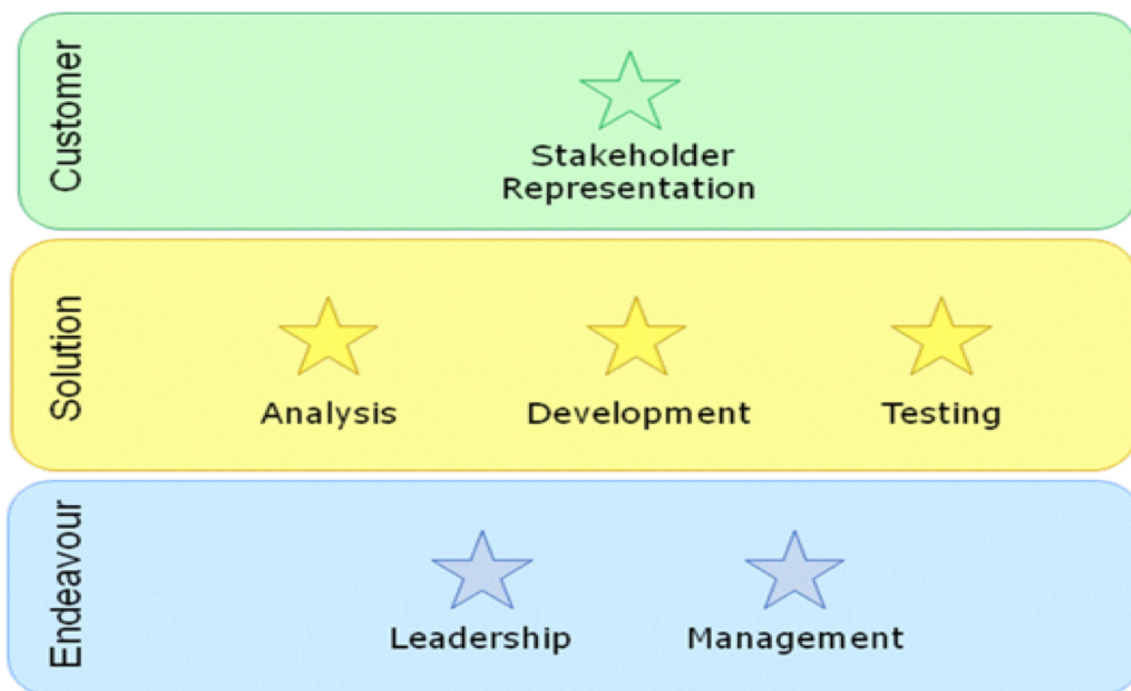 Customer
Stakeholder
Representation
Solution
Analysis Development Testing
Endeavour
Leadership Management